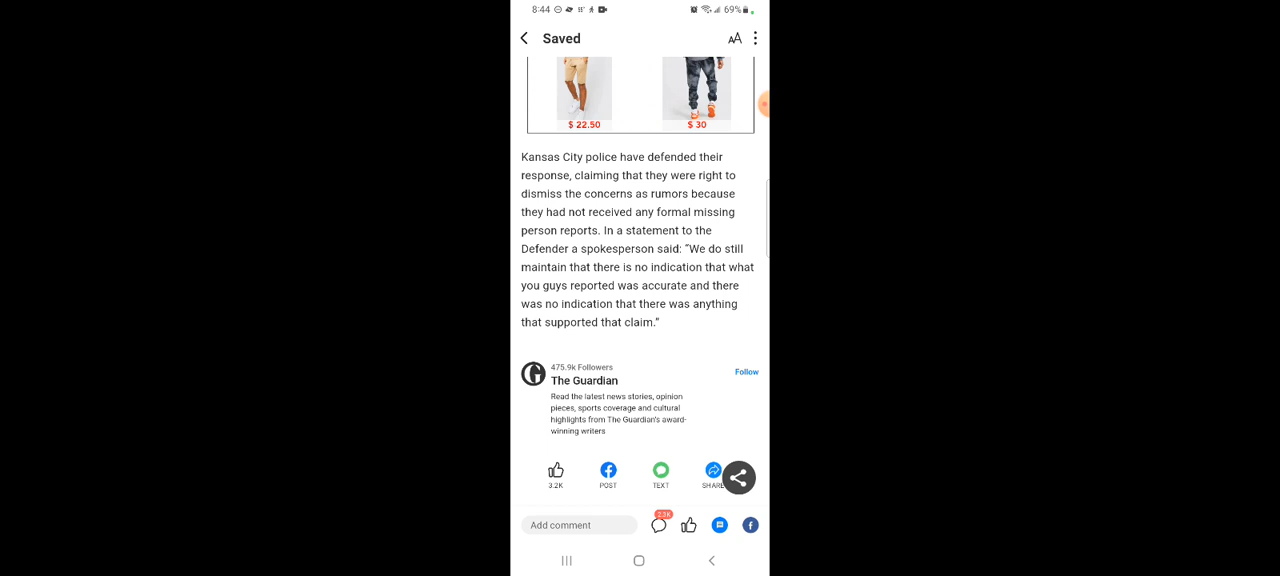 8:44 69%
Saved AA
$ 22.50 $ 30
Kansas City police have defended their
response, claiming that they were right to
dismiss the concerns as rumors because
they had not received any formal missing
person reports. In a statement to the
Defender a spokesperson said: “We do still
maintain that there is no indication that what
you guys reported was accurate and there
was no indication that there was anything
that supported that claim.”
475.9k Followers
The Guardian
Follow
Read the latest news stories, opinion
pieces, sports coverage and cultural
highlights from The Guardian's award-
winning writers
3.2K POST TEXT SHARE
2.3K
Add comment